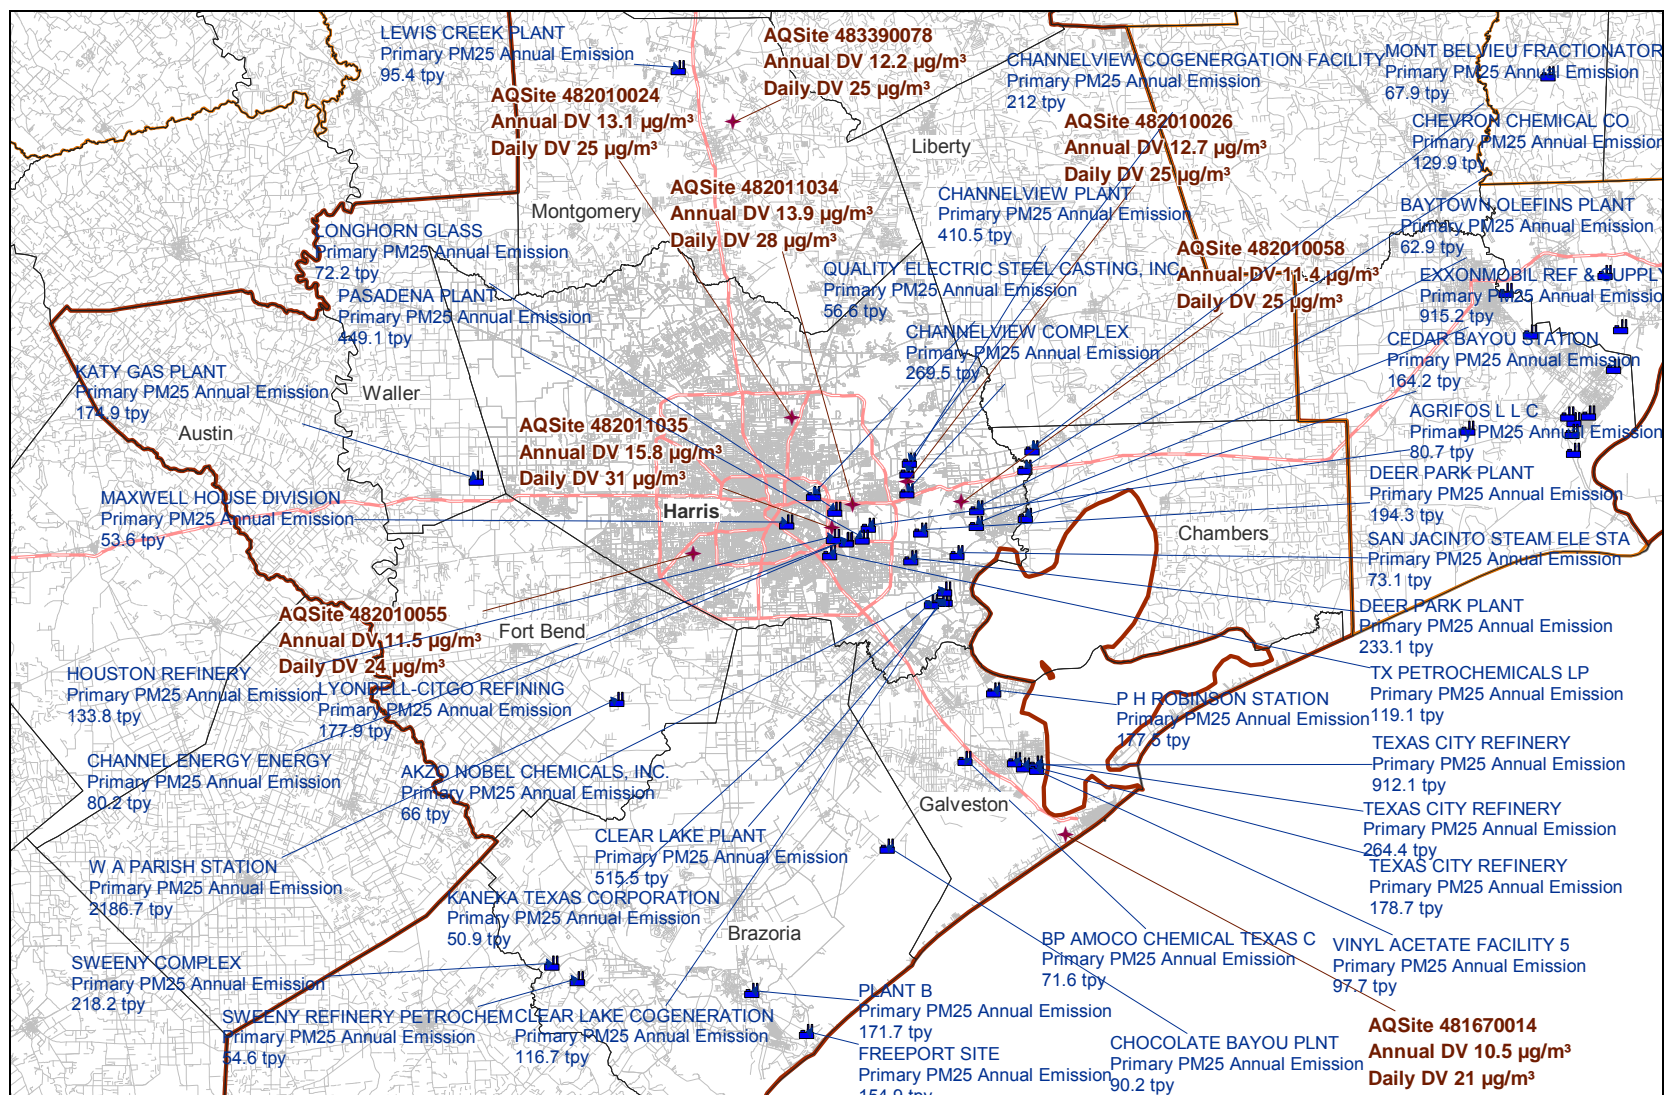 LEWIS CREEK PLANT
Primary PM25 Annual Emission
95.4 tpy
AQSite 483390078
Annual DV 12.2 µg/m³
Daily DV 25 µg/m³
CHANNELVIEW COGENERGATION FACILITY
Primary PM25 Annual Emission
212 tpy
MONT BELVIEU FRACTIONATOR
Primary PM25 Annual Emission
67.9 tpy
AQSite 482010024
Annual DV 13.1 µg/m³
Daily DV 25 µg/m³
AQSite 482010026
Annual DV 12.7 µg/m³
Daily DV 25 µg/m³
CHEVRON CHEMICAL CO
Primary PM25 Annual Emission
129.9 tpy
Liberty
AQSite 482011034
Annual DV 13.9 µg/m³
Daily DV 28 µg/m³
CHANNELVIEW PLANT
Primary PM25 Annual Emission
410.5 tpy
BAYTOWN OLEFINS PLANT
Primary PM25 Annual Emission
62.9 tpy
Montgomery
LONGHORN GLASS
Primary PM25 Annual Emission
72.2 tpy
AQSite 482010058
Annual DV 11.4 µg/m³
Daily DV 25 µg/m³
QUALITY ELECTRIC STEEL CASTING, INC
Primary PM25 Annual Emission
56.6 tpy
EXXONMOBIL REF & SUPPLY
Primary PM25 Annual Emissio
915.2 tpy
PASADENA PLANT
Primary PM25 Annual Emission
449.1 tpy
CHANNELVIEW COMPLEX
Primary PM25 Annual Emission
269.5 tpy
CEDAR BAYOU STATION
Primary PM25 Annual Emission
164.2 tpy
KATY GAS PLANT
Primary PM25 Annual Emission
174.9 tpy
Waller
Austin
AQSite 482011035
Annual DV 15.8 µg/m³
Daily DV 31 µg/m³
AGRIFOS L L C
Primary PM25 Annual Emission
80.7 tpy
DEER PARK PLANT
Primary PM25 Annual Emission
194.3 tpy
MAXWELL HOUSE DIVISION
Primary PM25 Annual Emission
53.6 tpy
Harris
Chambers
SAN JACINTO STEAM ELE STA
Primary PM25 Annual Emission
73.1 tpy
AQSite 482010055
Annual DV 11.5 µg/m³
Daily DV 24 µg/m³
Fort Bend
DEER PARK PLANT
Primary PM25 Annual Emission
233.1 tpy
HOUSTON REFINERY
Primary PM25 Annual Emission
133.8 tpy
LYONDELL-CITGO REFINING
Primary PM25 Annual Emission
177.9 tpy
TX PETROCHEMICALS LP
Primary PM25 Annual Emission
119.1 tpy
P H ROBINSON STATION
Primary PM25 Annual Emission
177.5 tpy
CHANNEL ENERGY ENERGY
Primary PM25 Annual Emission
80.2 tpy
AKZO NOBEL CHEMICALS, INC.
Primary PM25 Annual Emission
66 tpy
TEXAS CITY REFINERY
Primary PM25 Annual Emission
912.1 tpy
Galveston
TEXAS CITY REFINERY
Primary PM25 Annual Emission
264.4 tpy
CLEAR LAKE PLANT
Primary PM25 Annual Emission
515.5 tpy
W A PARISH STATION
Primary PM25 Annual Emission
2186.7 tpy
TEXAS CITY REFINERY
Primary PM25 Annual Emission
178.7 tpy
KANEKA TEXAS CORPORATION
Primary PM25 Annual Emission
50.9 tpy
Brazoria
BP AMOCO CHEMICAL TEXAS C
Primary PM25 Annual Emission
71.6 tpy
VINYL ACETATE FACILITY 5
Primary PM25 Annual Emission
97.7 tpy
SWEENY COMPLEX
Primary PM25 Annual Emission
218.2 tpy
PLANT B
Primary PM25 Annual Emission
171.7 tpy
SWEENY REFINERY PETROCHEM
Primary PM25 Annual Emission
54.6 tpy
CLEAR LAKE COGENERATION
Primary PM25 Annual Emission
116.7 tpy
AQSite 481670014
Annual DV 10.5 µg/m³
Daily DV 21 µg/m³
CHOCOLATE BAYOU PLNT
Primary PM25 Annual Emission
90.2 tpy
FREEPORT SITE
Primary PM25 Annual Emission
154.9 tpy